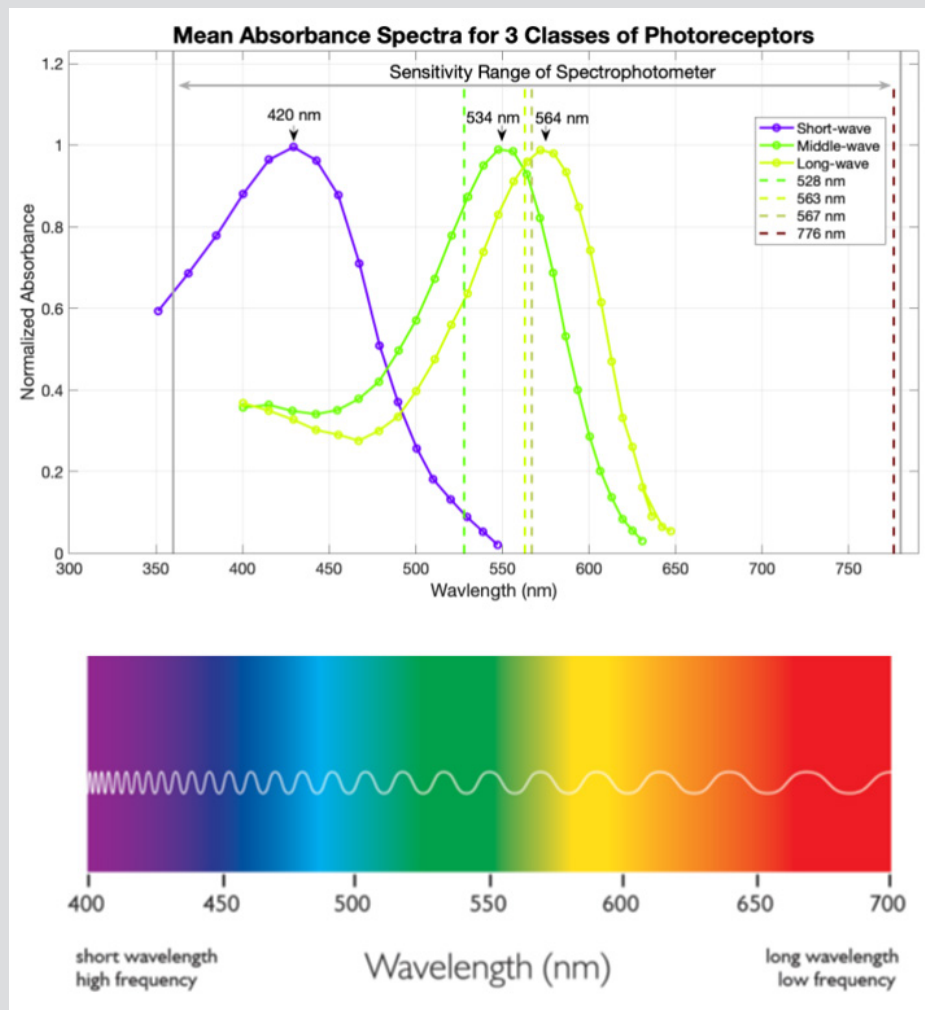 Mean Absorbance Spectra for 3 Classes of Photoreceptors
1.2
Sensitivity Range of Spectrophotometer
420 nm
534 nm
564 nm
1
Short-wave
Middle-wave
Long-wave
528 nm
563 nm
567 nm
776 nm
0.8
0.6
0.4
0.2
0
Normalized Absorbance
300 350 400 450 500 550 600 650 700 750
Wavlength (nm)
400 450 500 550 600 650 700
short wavelength
high frequency
Wavelength (nm)
long wavelength
low frequency